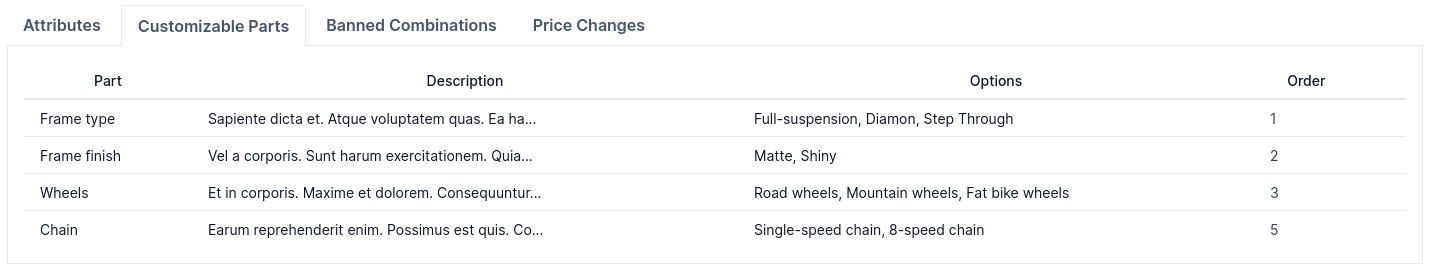 Attributes Customizable Parts Banned Combinations Price Changes
Part Description Options Order
Frame type Sapiente dicta et. Atque voluptatem quas. Ea ha... Full-suspension, Diamon, Step Through 1
Frame finish Vel a corporis. Sunt harum exercitationem. Quia... Matte, Shiny 2
Wheels Et in corporis. Maxime et dolorem. Consequuntur... Road wheels, Mountain wheels, Fat bike wheels 3
Chain Earum reprehenderit enim. Possimus est quis. Co... Single-speed chain, 8-speed chain 5